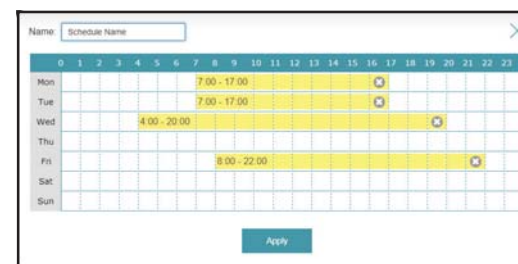 Name: Schedule Name
0 1 2 3 4 5 6 7 8 9 10 11 12 13 14 15 16 17 18 19 20 21 22 23
Mon 7:00 - 17:00
Tue 7:00 - 17:00
Wed 4:00 - 20:00
Thu
Fri 8:00 - 22:00
Sat
Sun
Apply